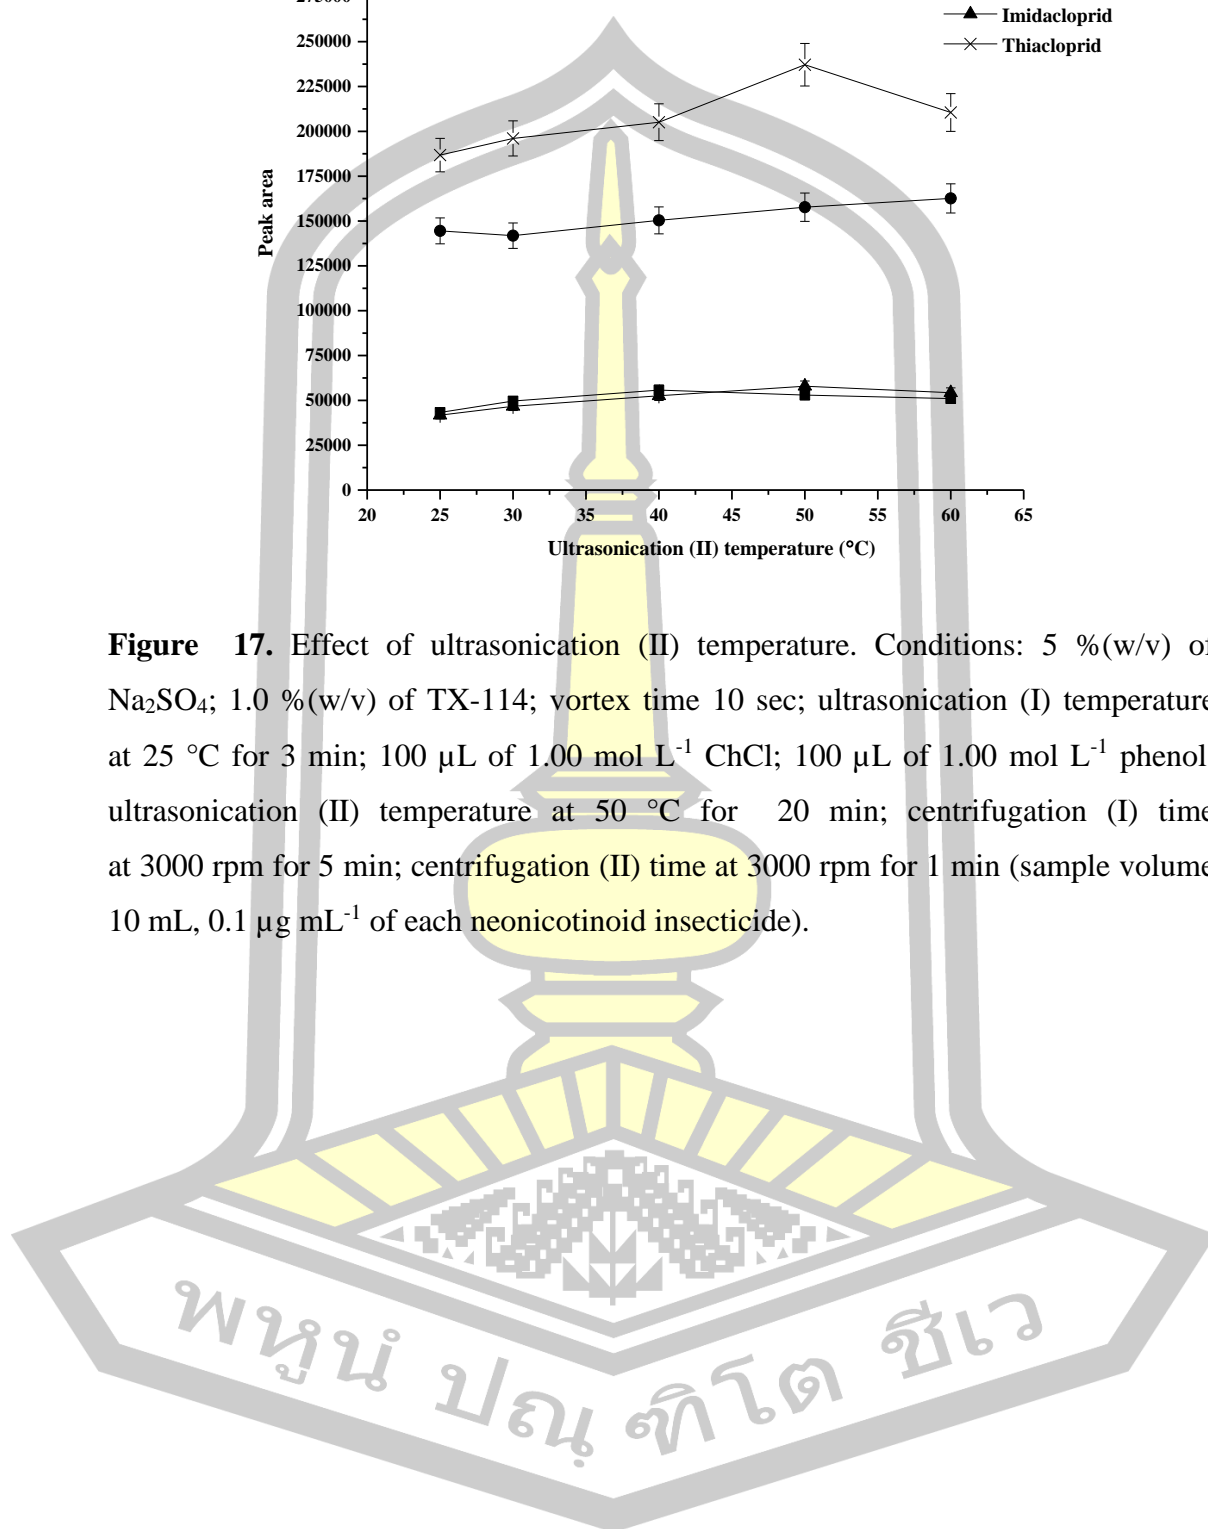 Imidacloprid
Thiacloprid
250000
225000
200000
175000
150000
125000
100000
75000
50000
25000
0
Peak area
20 25 30 35 40 45 50 55 60 65
Ultrasonication (II) temperature (°C)
Figure 17. Effect of ultrasonication (II) temperature. Conditions: 5 %(w/v) of
Na₂SO₄; 1.0 %(w/v) of TX-114; vortex time 10 sec; ultrasonication (I) temperature
at 25 °C for 3 min; 100 µL of 1.00 mol L⁻¹ ChCl; 100 µL of 1.00 mol L⁻¹ phenol
ultrasonication (II) temperature at 50 °C for 20 min; centrifugation (I) time
at 3000 rpm for 5 min; centrifugation (II) time at 3000 rpm for 1 min (sample volume
10 mL, 0.1 µg mL⁻¹ of each neonicotinoid insecticide).
พหูนํ ปณฺฑิโต ชีเว